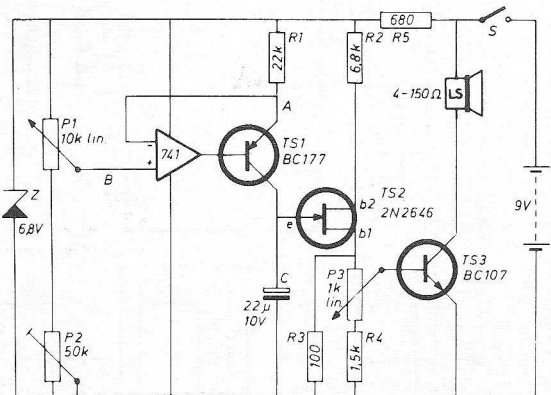 680
R5
S
R1
22k
R2
6,8k
4-150Ω
LS
A
P1
10k lin.
-
+
741
B
TS1
BC177
Z
6,8V
TS2
2N2646
b2
b1
e
9V
C
22μ
10V
P3
1k
lin.
TS3
BC107
P2
50k
R3
100
R4
1,5k